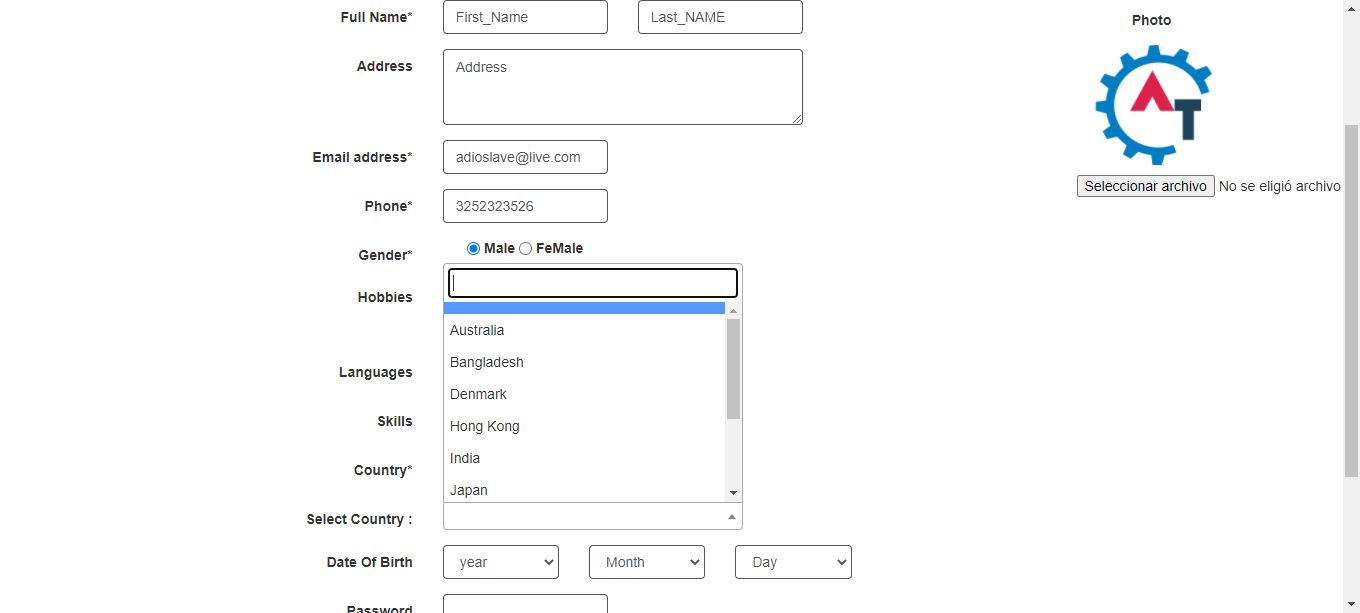 Full Name* First_Name Last_NAME
Photo
Address Address
AT
Email address* adioslave@live.com
Seleccionar archivo No se eligió archivo
Phone* 3252323526
Gender* Male FeMale
Hobbies
Australia
Bangladesh
Languages
Denmark
Skills
Hong Kong
India
Country*
Japan
Select Country :
Date Of Birth year Month Day
Password